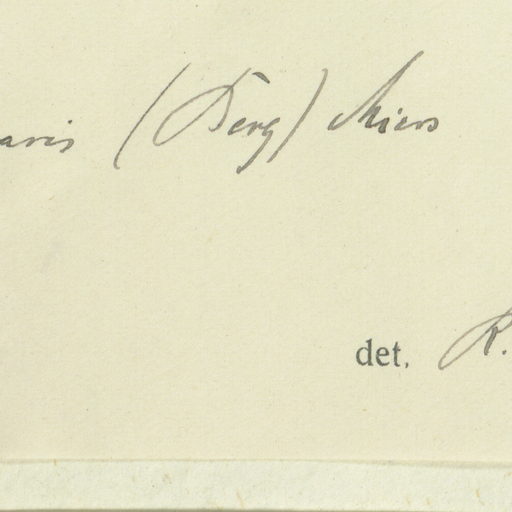 aris (Berg) Miers
det. R.